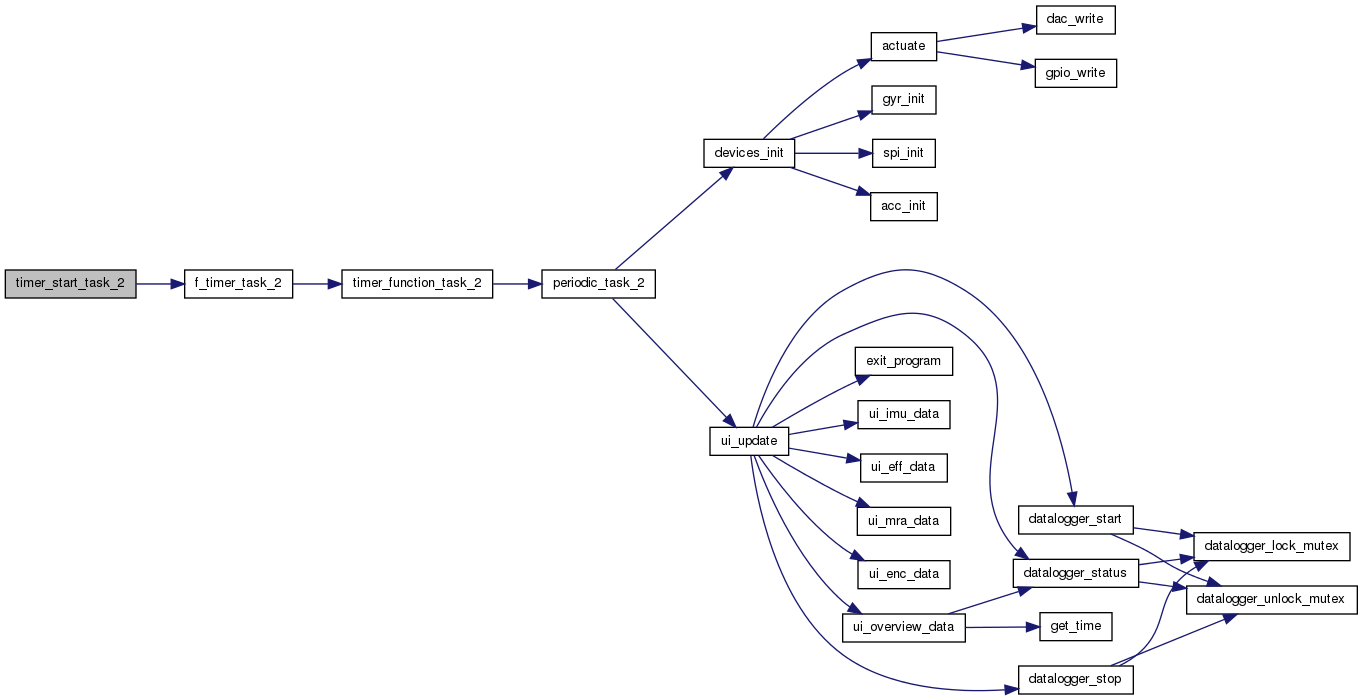 dac_write
actuate
gpio_write
gyr_init
devices_init
spi_init
acc_init
timer_start_task_2
f_timer_task_2
timer_function_task_2
periodic_task_2
exit_program
ui_imu_data
ui_update
ui_eff_data
ui_mra_data
datalogger_start
datalogger_lock_mutex
ui_enc_data
datalogger_status
datalogger_unlock_mutex
ui_overview_data
get_time
datalogger_stop